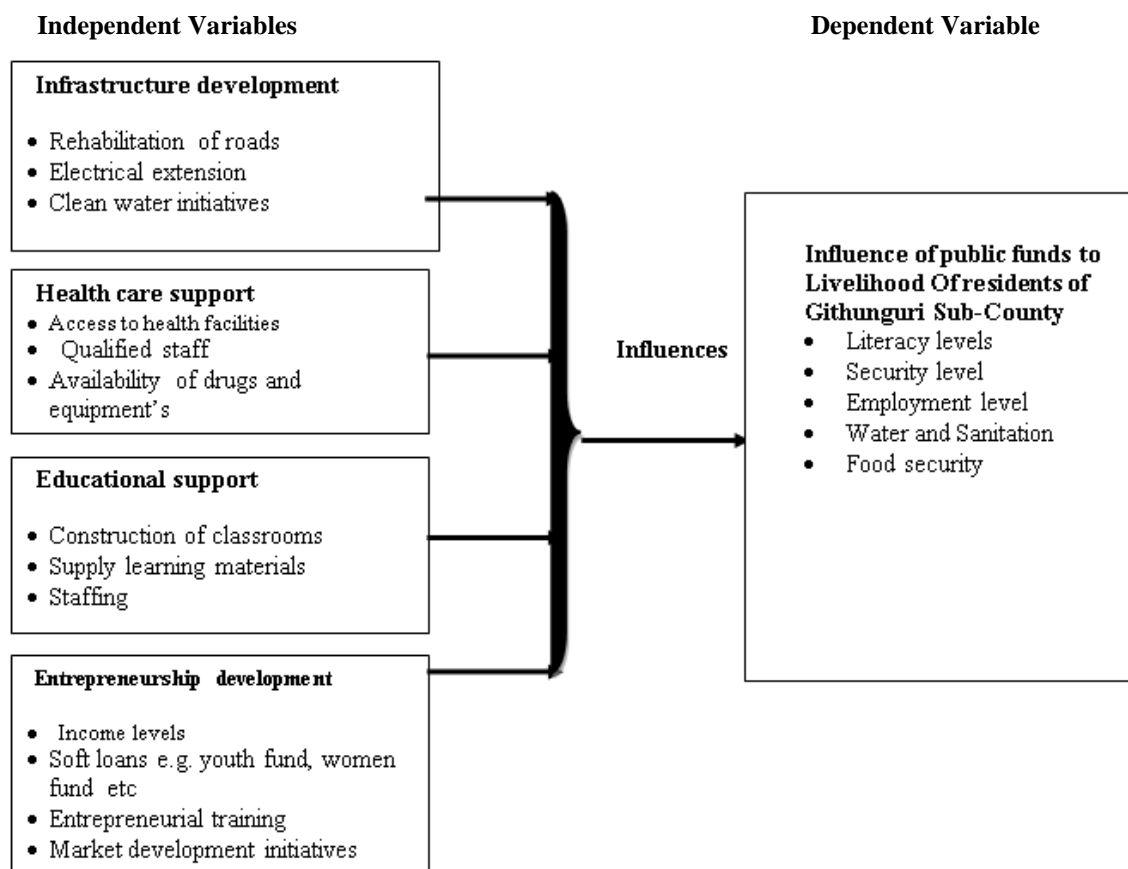 Independent Variables
Dependent Variable
Infrastructure development
• Rehabilitation of roads
• Electrical extension
• Clean water initiatives
Health care support
• Access to health facilities
• Qualified staff
• Availability of drugs and
equipment's
Educational support
• Construction of classrooms
• Supply learning materials
• Staffing
Entrepreneurship development
• Income levels
• Soft loans e.g. youth fund, women
fund etc
• Entrepreneurial training
• Market development initiatives
Influences
Influence of public funds to
Livelihood Of residents of
Githunguri Sub-County
• Literacy levels
• Security level
• Employment level
• Water and Sanitation
• Food security